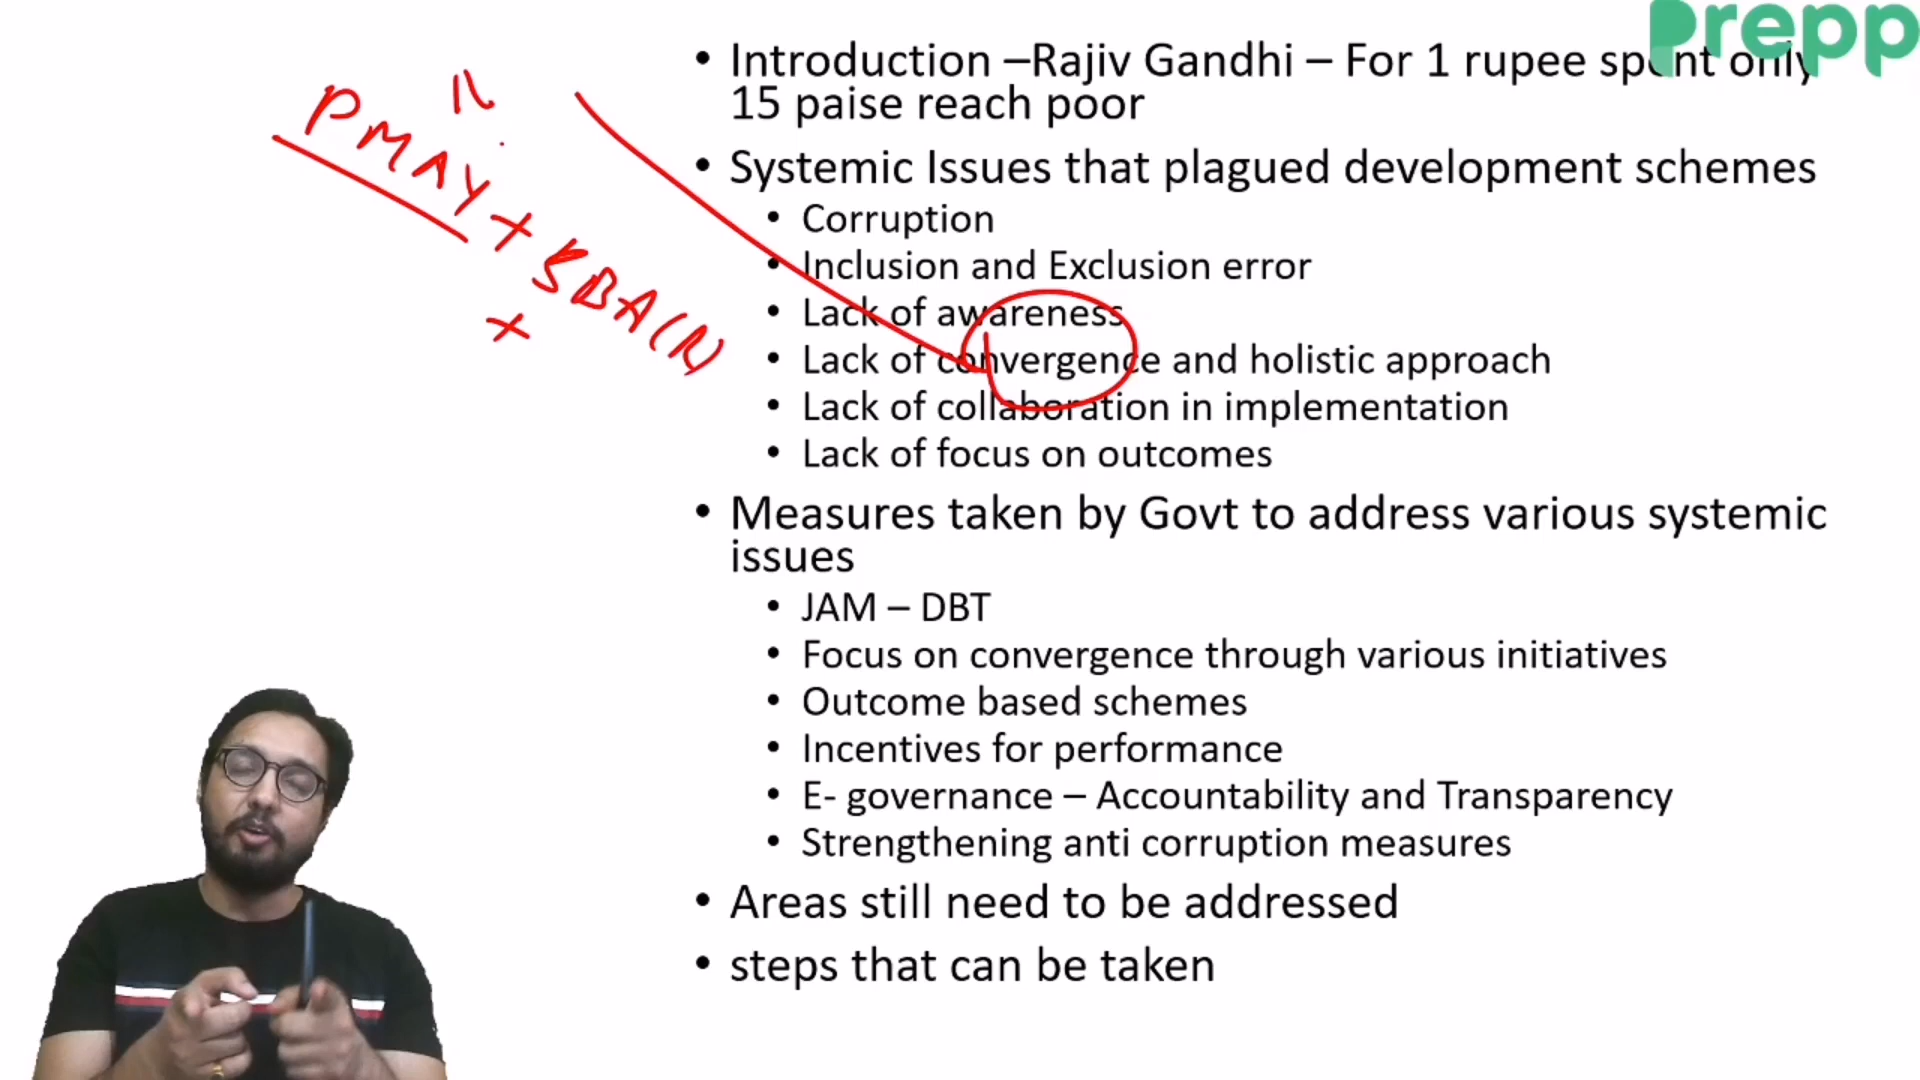 Prepp
• Introduction –Rajiv Gandhi – For 1 rupee spent only
15 paise reach poor
• Systemic Issues that plagued development schemes
• Corruption
• Inclusion and Exclusion error
• Lack of awareness
• Lack of convergence and holistic approach
• Lack of collaboration in implementation
• Lack of focus on outcomes
• Measures taken by Govt to address various systemic
issues
• JAM – DBT
• Focus on convergence through various initiatives
• Outcome based schemes
• Incentives for performance
• E- governance – Accountability and Transparency
• Strengthening anti corruption measures
• Areas still need to be addressed
• steps that can be taken
PMAY + SBA(R)
+